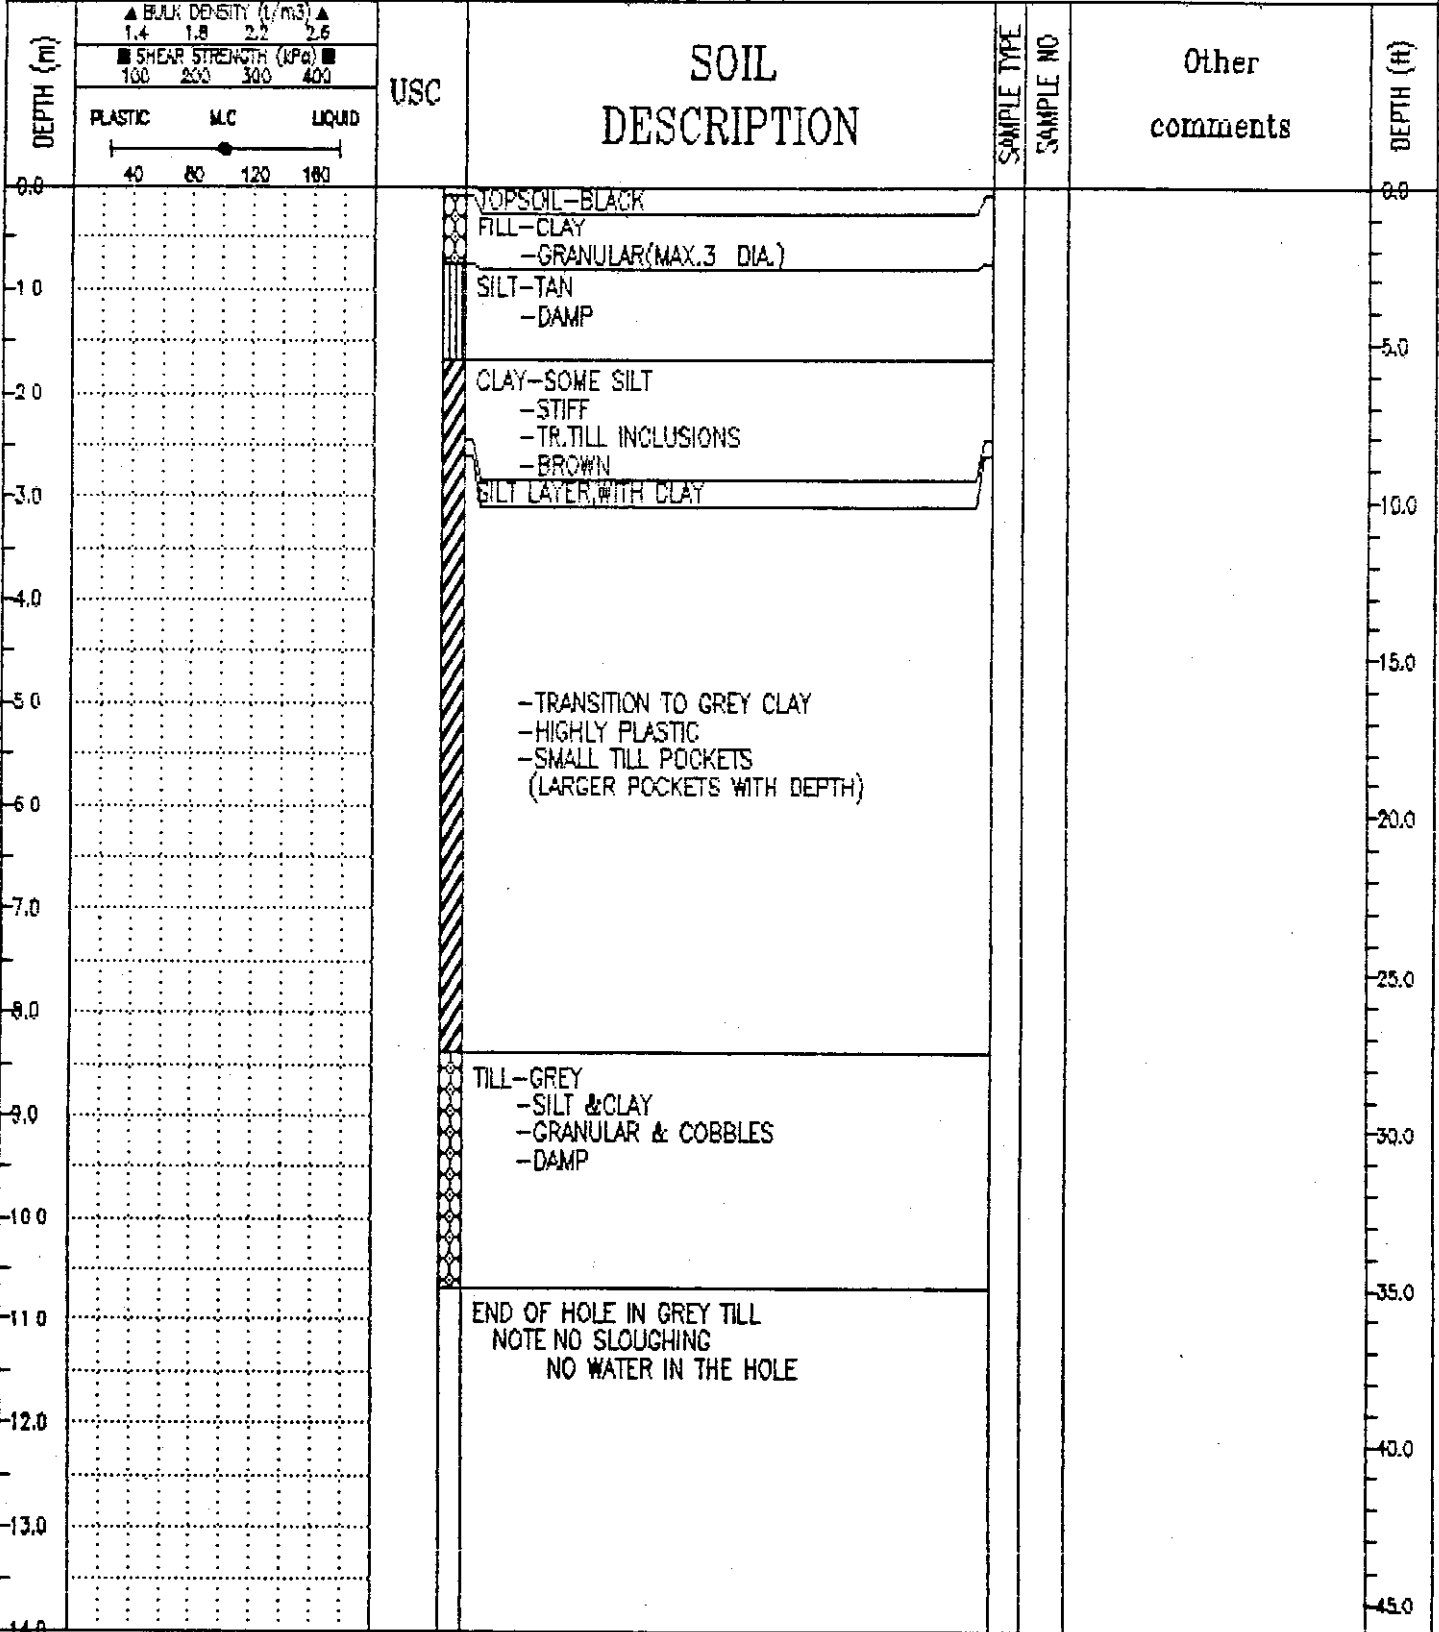 ▲ BULK DENSITY (t/m3) ▲
1.4 1.8 2.2 2.6
■ SHEAR STRENGTH (kPa) ■
100 200 300 400
PLASTIC M.C LIQUID
40 80 120 160
DEPTH (m)
USC
SOIL
DESCRIPTION
SAMPLE TYPE
SAMPLE NO
Other
comments
DEPTH (ft)
0.0
1 0
2 0
3.0
4.0
5 0
6 0
7.0
8.0
9.0
10 0
11 0
12.0
13.0
14.0
TOPSOIL-BLACK
FILL-CLAY
-GRANULAR(MAX.3 DIA.)
SILT-TAN
-DAMP
CLAY-SOME SILT
-STIFF
-TR.TILL INCLUSIONS
-BROWN
SILT LAYER,WITH CLAY
-TRANSITION TO GREY CLAY
-HIGHLY PLASTIC
-SMALL TILL POCKETS
(LARGER POCKETS WITH DEPTH)
TILL-GREY
-SILT &CLAY
-GRANULAR & COBBLES
-DAMP
END OF HOLE IN GREY TILL
NOTE NO SLOUGHING
NO WATER IN THE HOLE
0.0
5.0
10.0
15.0
20.0
25.0
30.0
35.0
40.0
45.0